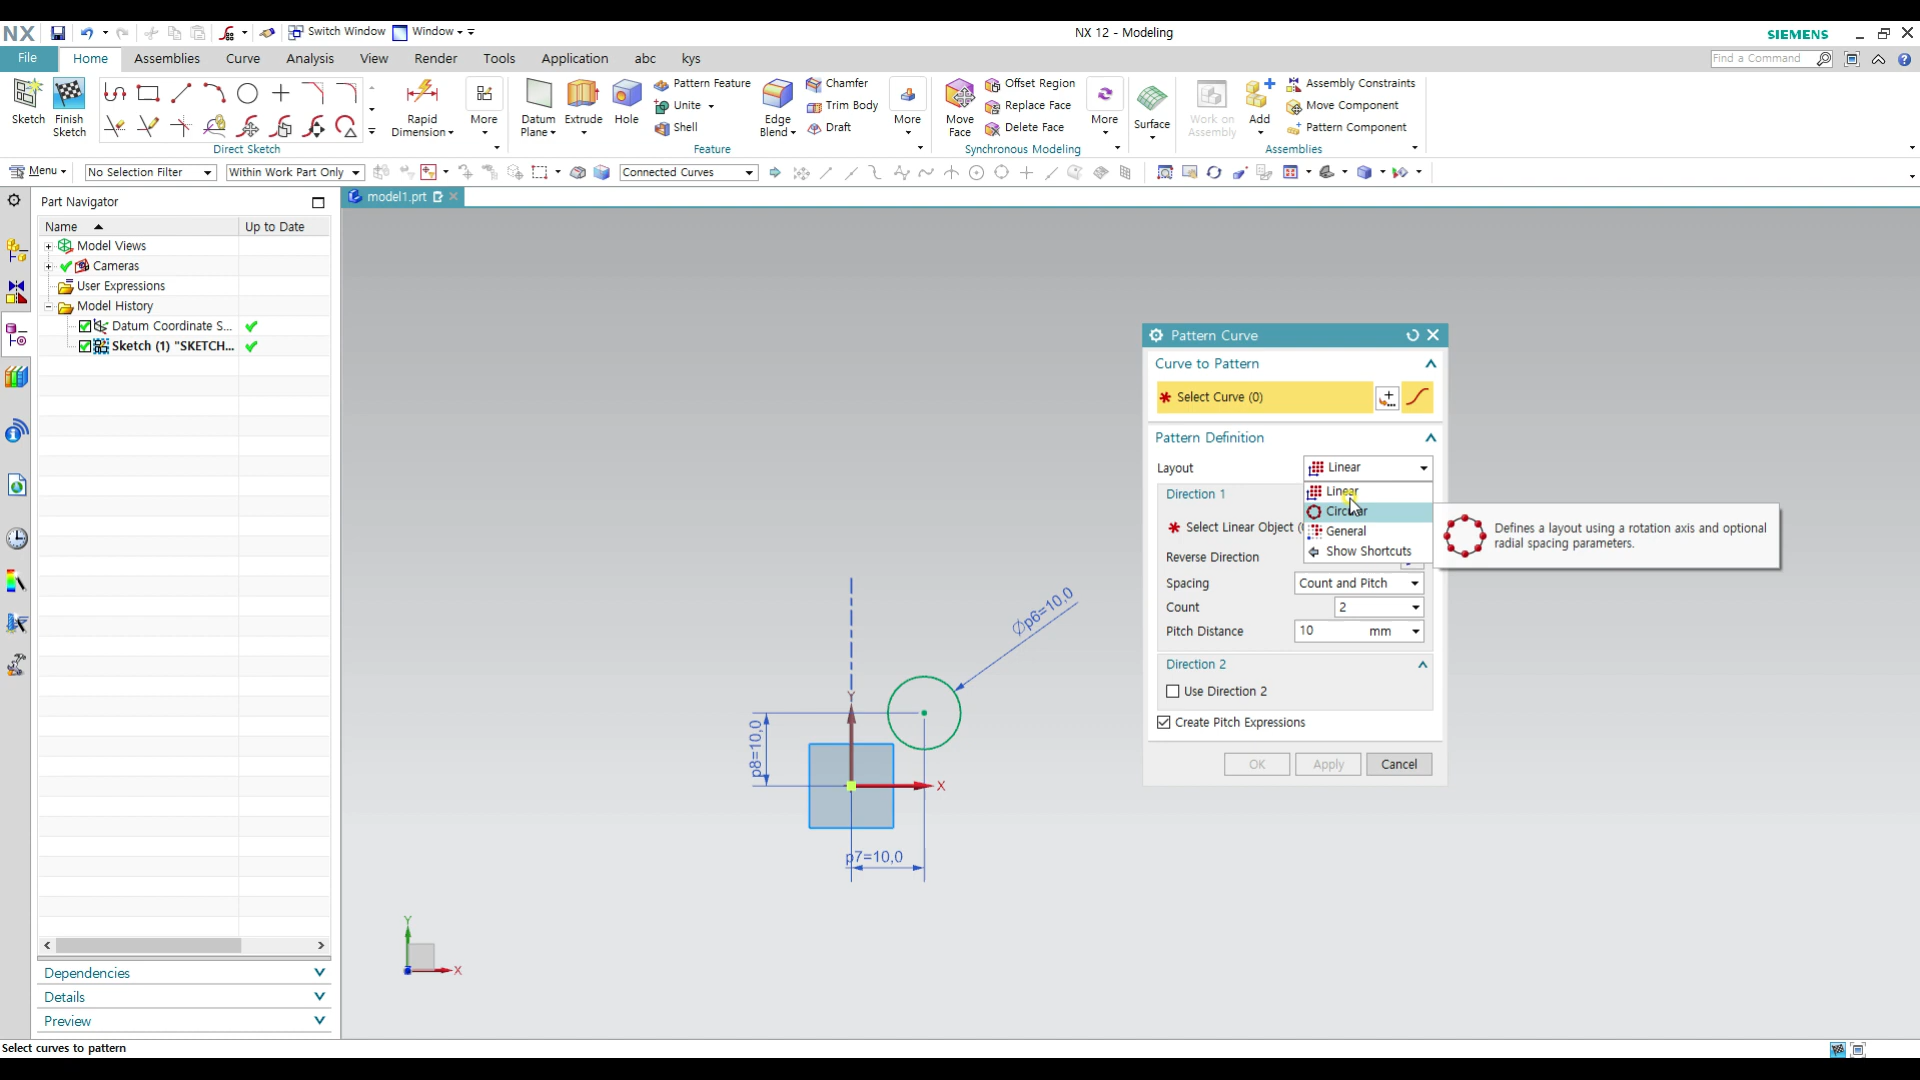 NX
Switch Window
Window
NX 12 - Modeling
SIEMENS
File
Home
Assemblies
Curve
Analysis
View
Render
Tools
Application
abc
kys
Find a Command
Sketch
Finish
Sketch
Direct Sketch
Rapid
Dimension
More
Datum
Plane
Extrude
Hole
Pattern Feature
Unite
Shell
Edge
Blend
Chamfer
Trim Body
Draft
More
Feature
Move
Face
Offset Region
Replace Face
Delete Face
More
Synchronous Modeling
Surface
Work on
Assembly
Add
Assembly Constraints
Move Component
Pattern Component
Assemblies
Menu
No Selection Filter
Within Work Part Only
Connected Curves
Part Navigator
model1.prt
Name
Up to Date
Model Views
Cameras
User Expressions
Model History
Datum Coordinate S...
Sketch (1) "SKETCH...
Dependencies
Details
Preview
Select curves to pattern
Øp6=10,0
Y
p8=10,0
X
p7=10,0
Y
X
Pattern Curve
Curve to Pattern
Select Curve (0)
Pattern Definition
Layout
Linear
Linear
Circular
General
Show Shortcuts
Direction 1
Select Linear Object (
Reverse Direction
Spacing
Count and Pitch
Count
2
Pitch Distance
10
mm
Direction 2
Use Direction 2
Create Pitch Expressions
OK
Apply
Cancel
Defines a layout using a rotation axis and optional
radial spacing parameters.